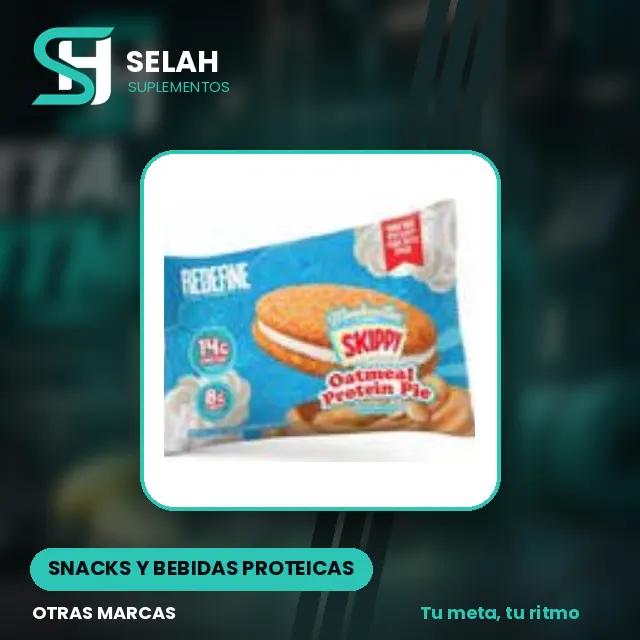 SELAH
SUPLEMENTOS
REDEFINE
14G
8G
SKIPPY
Oatmeal
Protein Pie
SNACKS Y BEBIDAS PROTEICAS
OTRAS MARCAS
Tu meta, tu ritmo